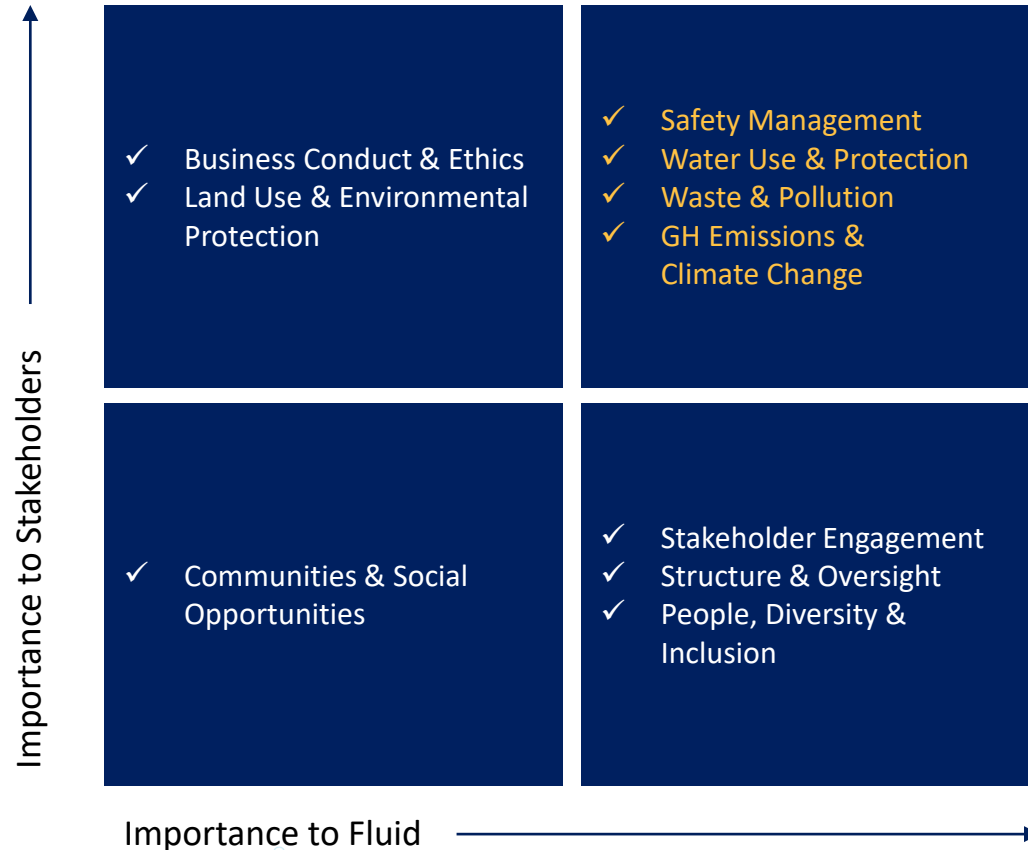 ✓ Business Conduct & Ethics
✓ Land Use & Environmental
Protection
✓ Safety Management
✓ Water Use & Protection
✓ Waste & Pollution
✓ GH Emissions &
Climate Change
✓ Communities & Social
Opportunities
✓ Stakeholder Engagement
✓ Structure & Oversight
✓ People, Diversity &
Inclusion
Importance to Stakeholders
Importance to Fluid